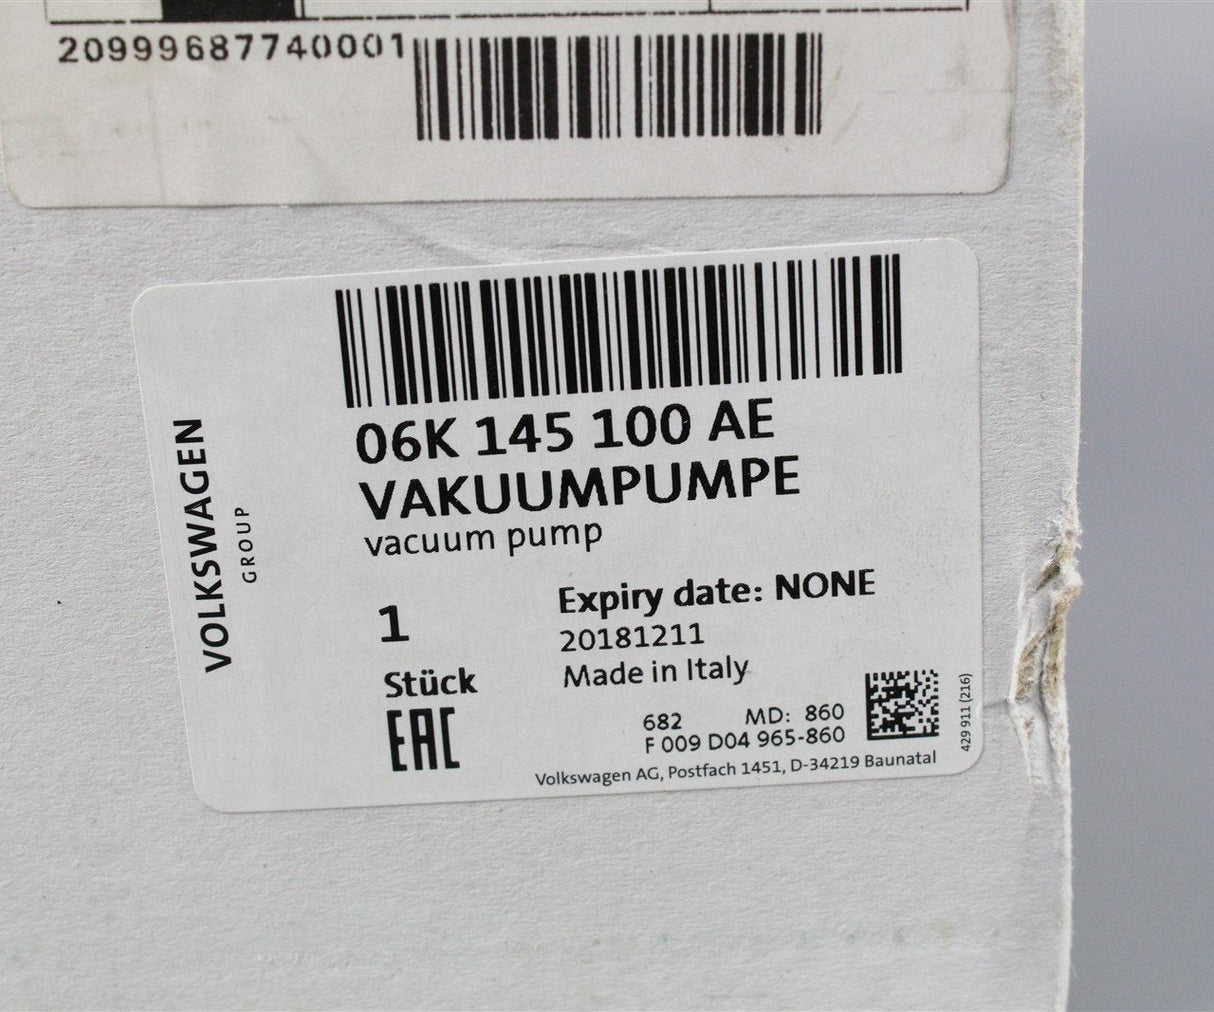 20999687740001
VOLKSWAGEN
GROUP
06K 145 100 AE
VAKUUMPUMPE
vacuum pump
1
Stück
EAC
Expiry date: NONE
20181211
Made in Italy
682 MD: 860
F 009 D04 965-860
Volkswagen AG, Postfach 1451, D-34219 Baunatal
429 911 (216)